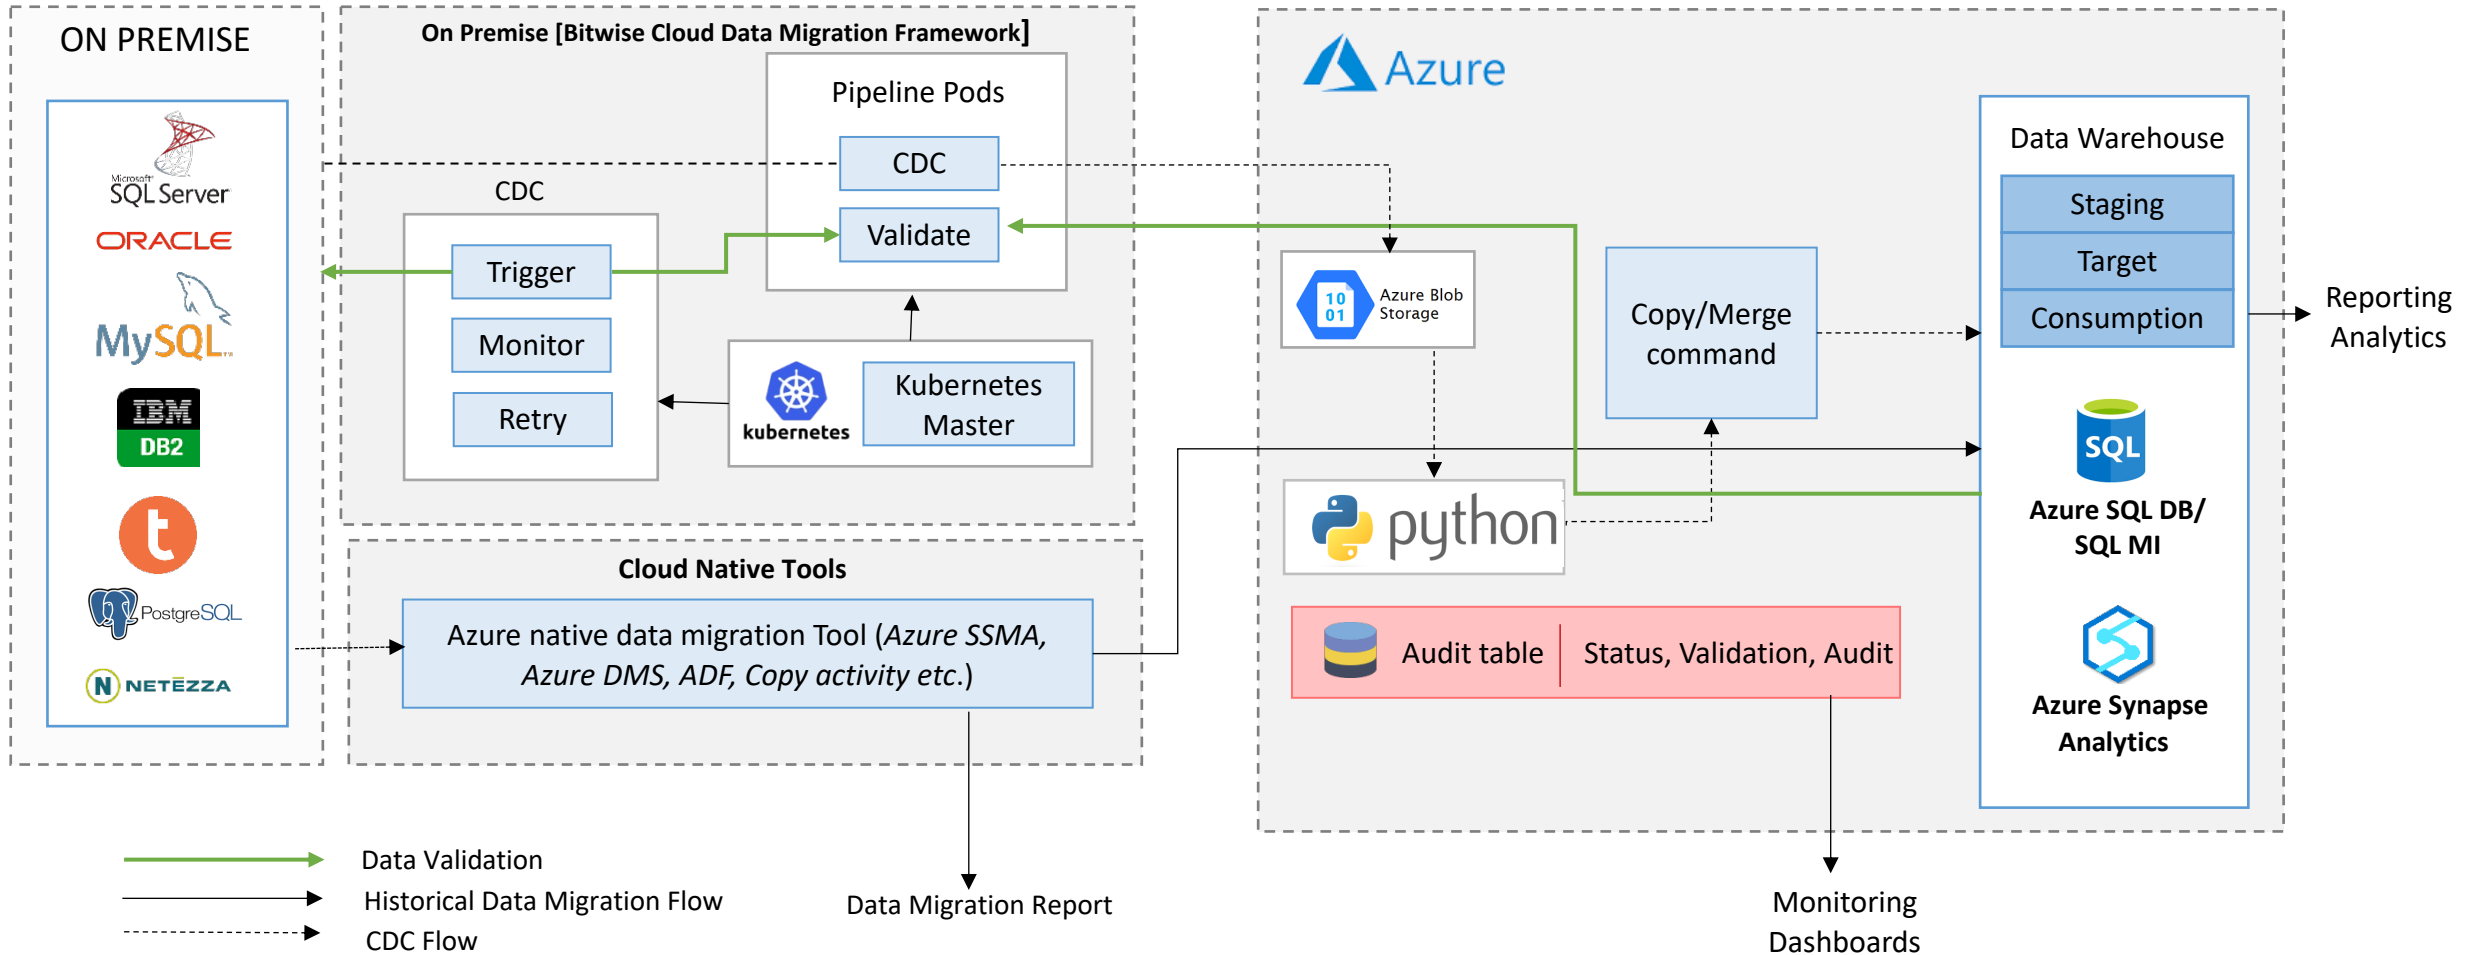 ON PREMISE
Microsoft
SQL Server
ORACLE
MySQL
IBM
DB2
t
PostgreSQL
N NETEZZA
On Premise [Bitwise Cloud Data Migration Framework]
Pipeline Pods
CDC
Validate
CDC
Trigger
Monitor
Retry
kubernetes
Kubernetes
Master
Cloud Native Tools
Azure native data migration Tool (Azure SSMA,
Azure DMS, ADF, Copy activity etc.)
Data Migration Report
Azure
10
01
Azure Blob
Storage
python
Copy/Merge
command
Audit table
Status, Validation, Audit
Monitoring
Dashboards
Data Warehouse
Staging
Target
Consumption
SQL
Azure SQL DB/
SQL MI
Azure Synapse
Analytics
Reporting
Analytics
Data Validation
Historical Data Migration Flow
CDC Flow